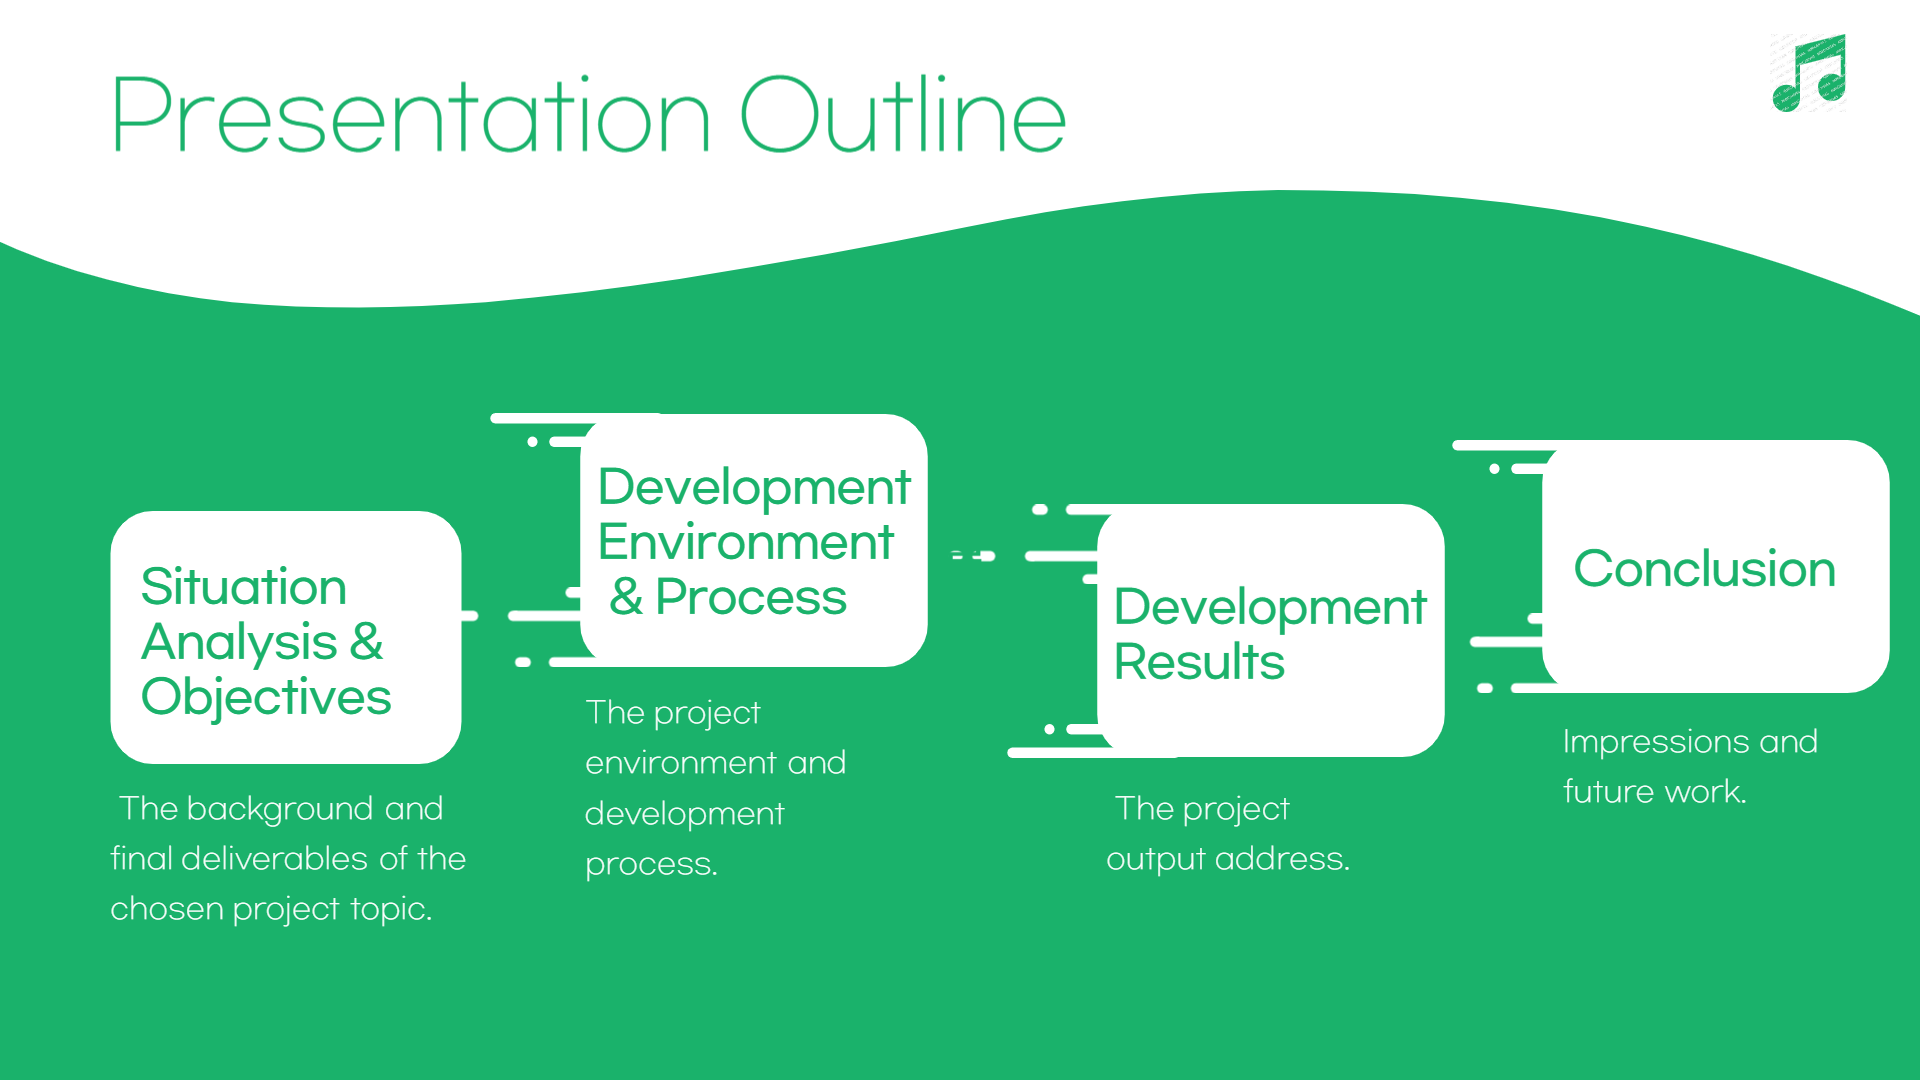 Presentation Outline
Situation
Analysis &
Objectives
The background and
final deliverables of the
chosen project topic.
Development
Environment
& Process
The project
environment and
development
process.
Development
Results
The project
output address.
Conclusion
Impressions and
future work.